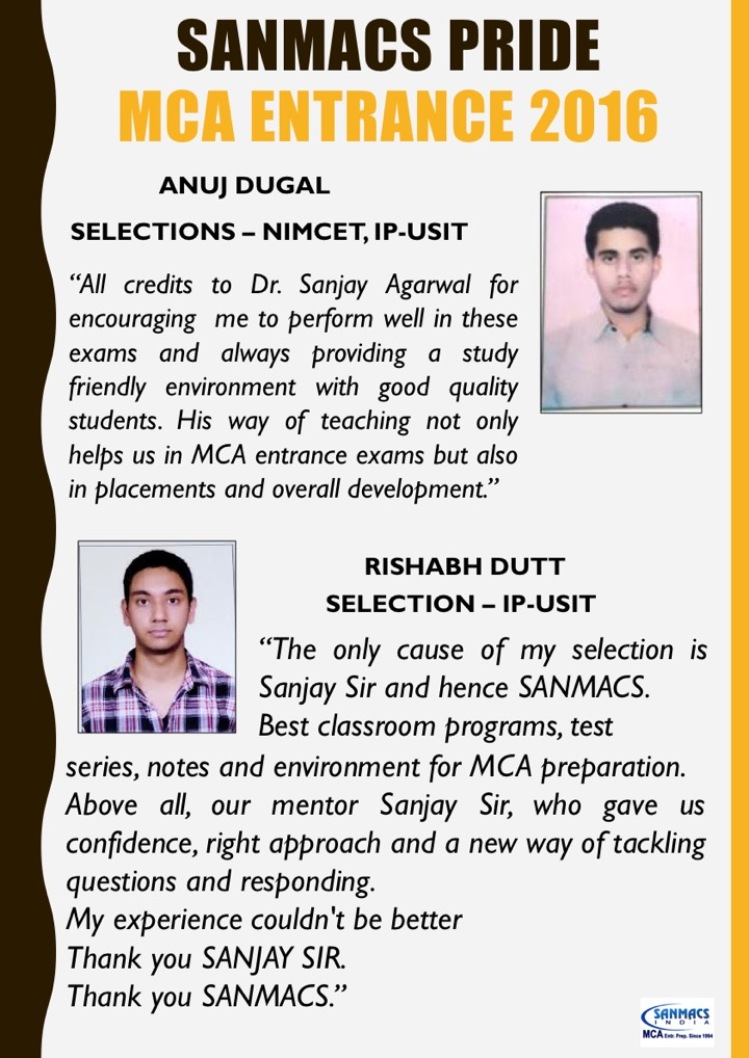 SANMACS PRIDE
MCA ENTRANCE 2016
ANUJ DUGAL
SELECTIONS – NIMCET, IP-USIT
“All credits to Dr. Sanjay Agarwal for
encouraging me to perform well in these
exams and always providing a study
friendly environment with good quality
students. His way of teaching not only
helps us in MCA entrance exams but also
in placements and overall development.”
RISHABH DUTT
SELECTION – IP-USIT
“The only cause of my selection is
Sanjay Sir and hence SANMACS.
Best classroom programs, test
series, notes and environment for MCA preparation.
Above all, our mentor Sanjay Sir, who gave us
confidence, right approach and a new way of tackling
questions and responding.
My experience couldn't be better
Thank you SANJAY SIR.
Thank you SANMACS.”
SANMACS
INDIA
MCA Entr. Prep. Since 1994